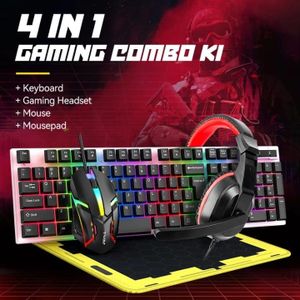 4 IN 1
GAMING COMBO KI
+ Keyboard
+ Gaming Headset
+ Mouse
+ Mousepad